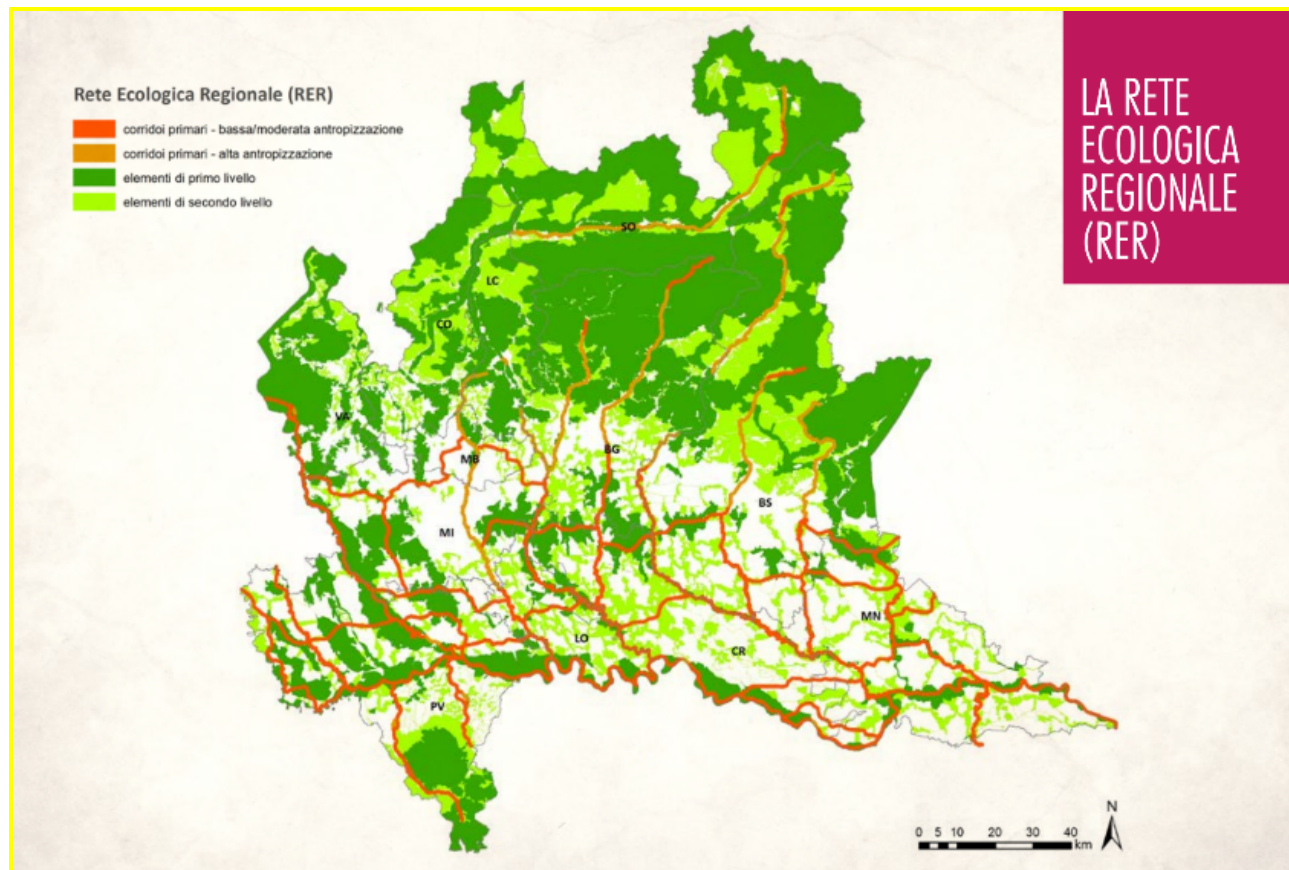 Rete Ecologica Regionale (RER)
corridoi primari - bassa/moderata antropizzazione
corridoi primari - alta antropizzazione
elementi di primo livello
elementi di secondo livello
LA RETE
ECOLOGICA
REGIONALE
(RER)
SO
LC
CO
VA
MB
BG
BS
MI
MN
LO
CR
PV
N
0 5 10 20 30 40
km